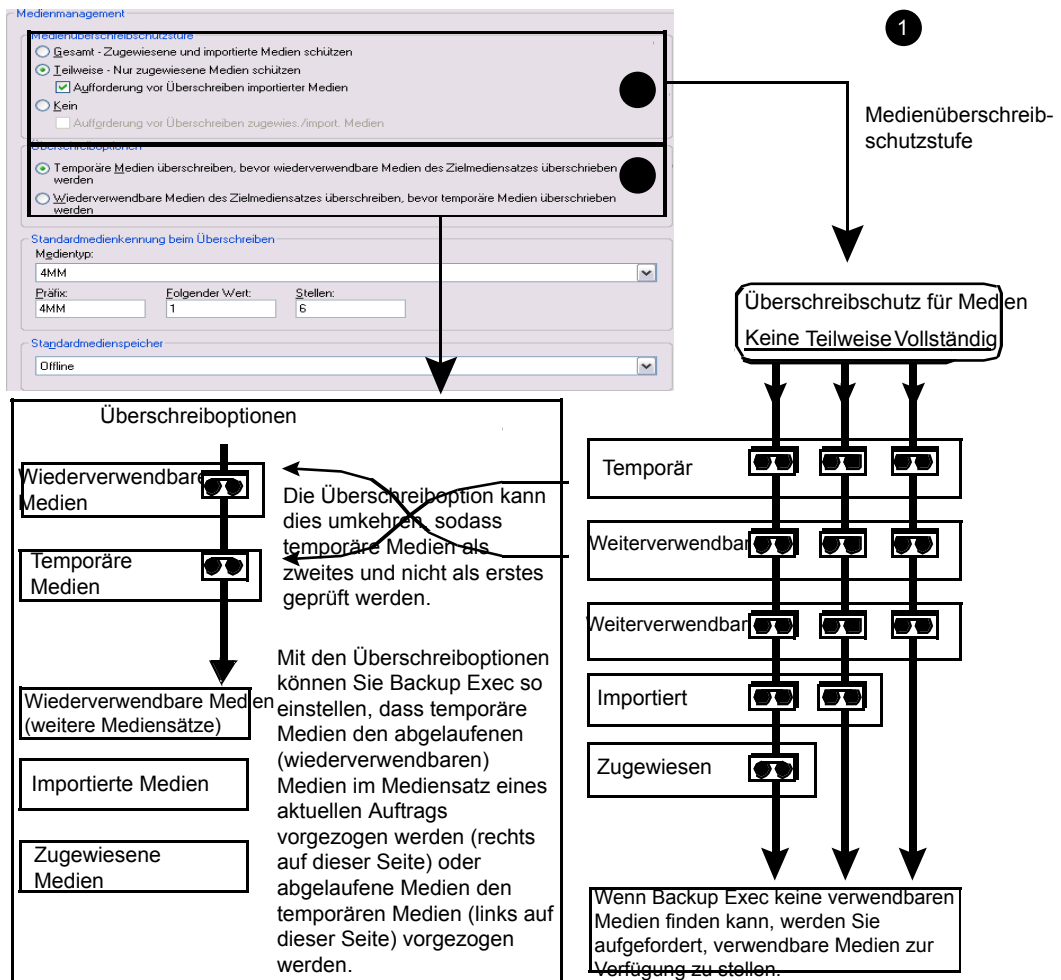 Medienmanagement
Medienüberschreibschutzstufe
Gesamt - Zugewiesene und importierte Medien schützen
Teilweise - Nur zugewiesene Medien schützen
Aufforderung vor Überschreiben importierter Medien
Kein
Aufforderung vor Überschreiben zugewies./import. Medien
Überschreiboptionen
Temporäre Medien überschreiben, bevor wiederverwendbare Medien des Zielmediensatzes überschrieben
werden
Wiederverwendbare Medien des Zielmediensatzes überschreiben, bevor temporäre Medien überschrieben
werden
Standardmedienkennung beim Überschreiben
Medientyp:
4MM
Präfix: Folgender Wert: Stellen:
4MM 1 6
Standardmedienspeicher
Offline
1
Medienüberschreib-
schutzstufe
Überschreibschutz für Medien
Keine Teilweise Vollständig
Temporär
Weiterverwendbar
Weiterverwendbar
Importiert
Zugewiesen
Wenn Backup Exec keine verwendbaren
Medien finden kann, werden Sie
aufgefordert, verwendbare Medien zur
Verfügung zu stellen.
Überschreiboptionen
Wiederverwendbare
Medien
Temporäre
Medien
Wiederverwendbare Medien
(weitere Mediensätze)
Importierte Medien
Zugewiesene
Medien
Die Überschreiboption kann
dies umkehren, sodass
temporäre Medien als
zweites und nicht als erstes
geprüft werden.
Mit den Überschreiboptionen
können Sie Backup Exec so
einstellen, dass temporäre
Medien den abgelaufenen
(wiederverwendbaren)
Medien im Mediensatz eines
aktuellen Auftrags
vorgezogen werden (rechts
auf dieser Seite) oder
abgelaufene Medien den
temporären Medien (links auf
dieser Seite) vorgezogen
werden.